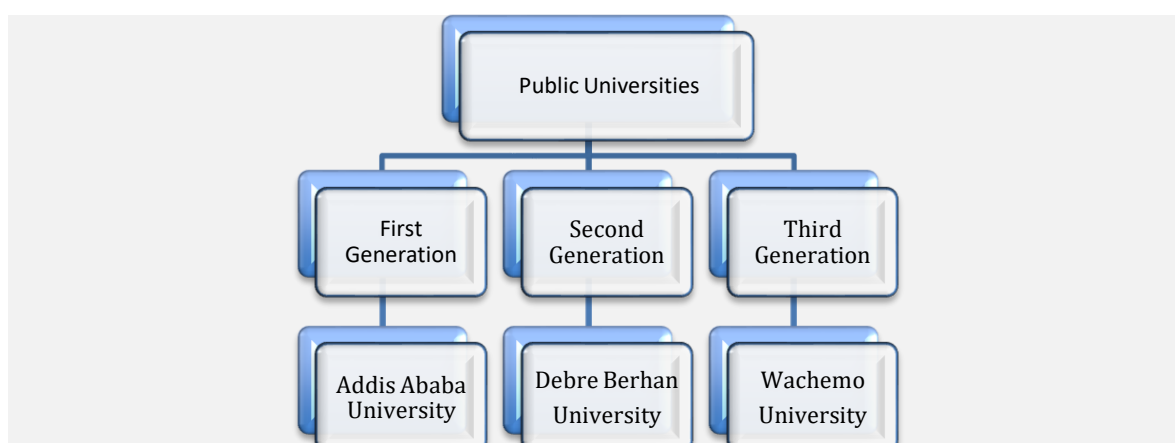 Public Universities
First
Generation
Second
Generation
Third
Generation
Addis Ababa
University
Debre Berhan
University
Wachemo
University